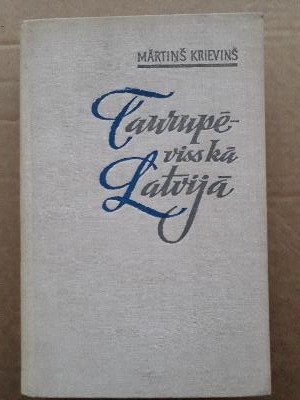 MĀRTIŅŠ KRIEVIŅŠ
Taurupē-
viss kā
Latvijā